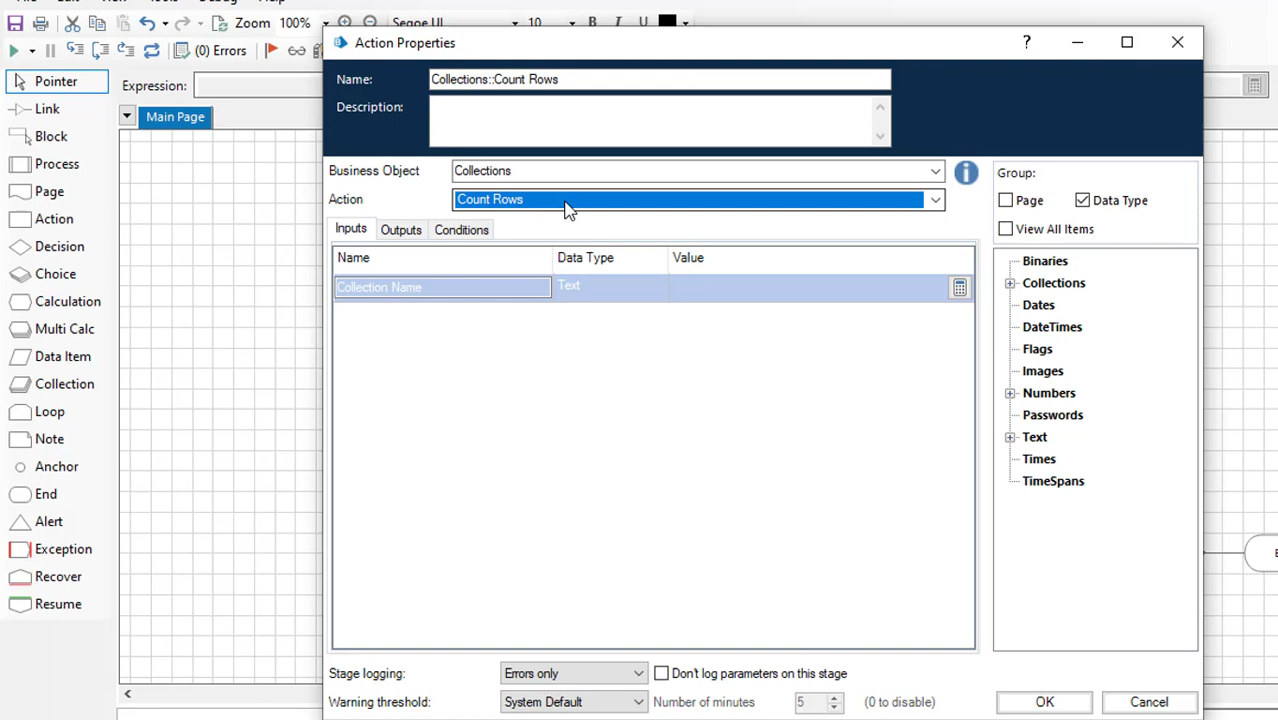 Zoom 100% Segoe UI 10 B I U
(0) Errors
Pointer
Link
Block
Process
Page
Action
Decision
Choice
Calculation
Multi Calc
Data Item
Collection
Loop
Note
Anchor
End
Alert
Exception
Recover
Resume
Expression:
Main Page
Action Properties
?
Name: Collections::Count Rows
Description:
Business Object Collections
Action Count Rows
Inputs Outputs Conditions
Name Data Type Value
Collection Name Text
Group:
Page Data Type
View All Items
Binaries
Collections
Dates
DateTimes
Flags
Images
Numbers
Passwords
Text
Times
TimeSpans
Stage logging: Errors only Don't log parameters on this stage
Warning threshold: System Default Number of minutes 5 (0 to disable)
OK Cancel